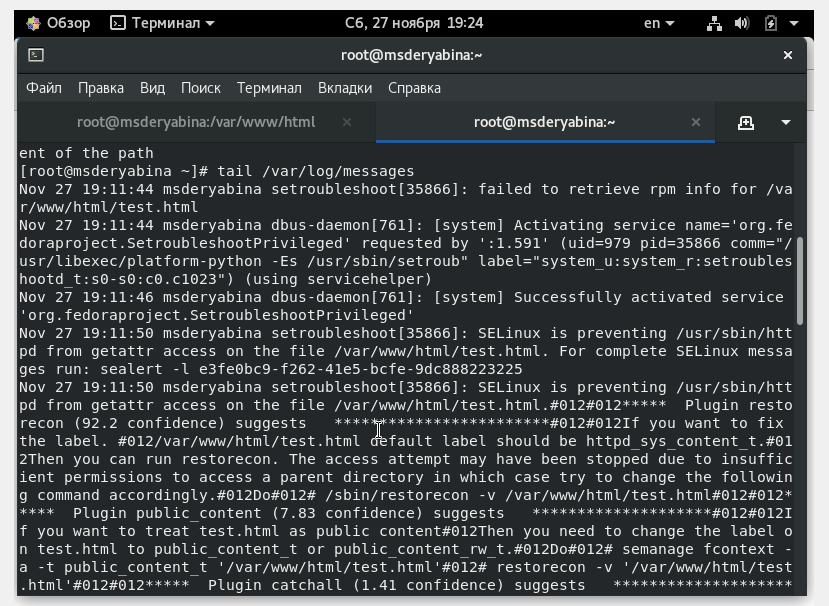 Обзор Терминал Сб, 27 ноября 19:24 en
root@msderyabina:~ ×
Файл Правка Вид Поиск Терминал Вкладки Справка
root@msderyabina:/var/www/html × root@msderyabina:~ ×
ent of the path
[root@msderyabina ~]# tail /var/log/messages
Nov 27 19:11:44 msderyabina setroubleshoot[35866]: failed to retrieve rpm info for /va
r/www/html/test.html
Nov 27 19:11:44 msderyabina dbus-daemon[761]: [system] Activating service name='org.fe
doraproject.SetroubleshootPrivileged' requested by ':1.591' (uid=979 pid=35866 comm="/
usr/libexec/platform-python -Es /usr/sbin/setroub" label="system_u:system_r:setroubles
hootd_t:s0-s0:c0.c1023") (using servicehelper)
Nov 27 19:11:46 msderyabina dbus-daemon[761]: [system] Successfully activated service
'org.fedoraproject.SetroubleshootPrivileged'
Nov 27 19:11:50 msderyabina setroubleshoot[35866]: SELinux is preventing /usr/sbin/htt
pd from getattr access on the file /var/www/html/test.html. For complete SELinux messa
ges run: sealert -l e3fe0bc9-f262-41e5-bcfe-9dc888223225
Nov 27 19:11:50 msderyabina setroubleshoot[35866]: SELinux is preventing /usr/sbin/htt
pd from getattr access on the file /var/www/html/test.html.#012#012*****  Plugin resto
recon (92.2 confidence) suggests   ************************#012#012If you want to fix
the label. #012/var/www/html/test.html default label should be httpd_sys_content_t.#01
2Then you can run restorecon. The access attempt may have been stopped due to insuffic
ient permissions to access a parent directory in which case try to change the followin
g command accordingly.#012Do#012# /sbin/restorecon -v /var/www/html/test.html#012#012*
****  Plugin public_content (7.83 confidence) suggests   ********************#012#012I
f you want to treat test.html as public content#012Then you need to change the label o
n test.html to public_content_t or public_content_rw_t.#012Do#012# semanage fcontext -
a -t public_content_t '/var/www/html/test.html'#012# restorecon -v '/var/www/html/test
.html'#012#012*****  Plugin catchall (1.41 confidence) suggests   ********************